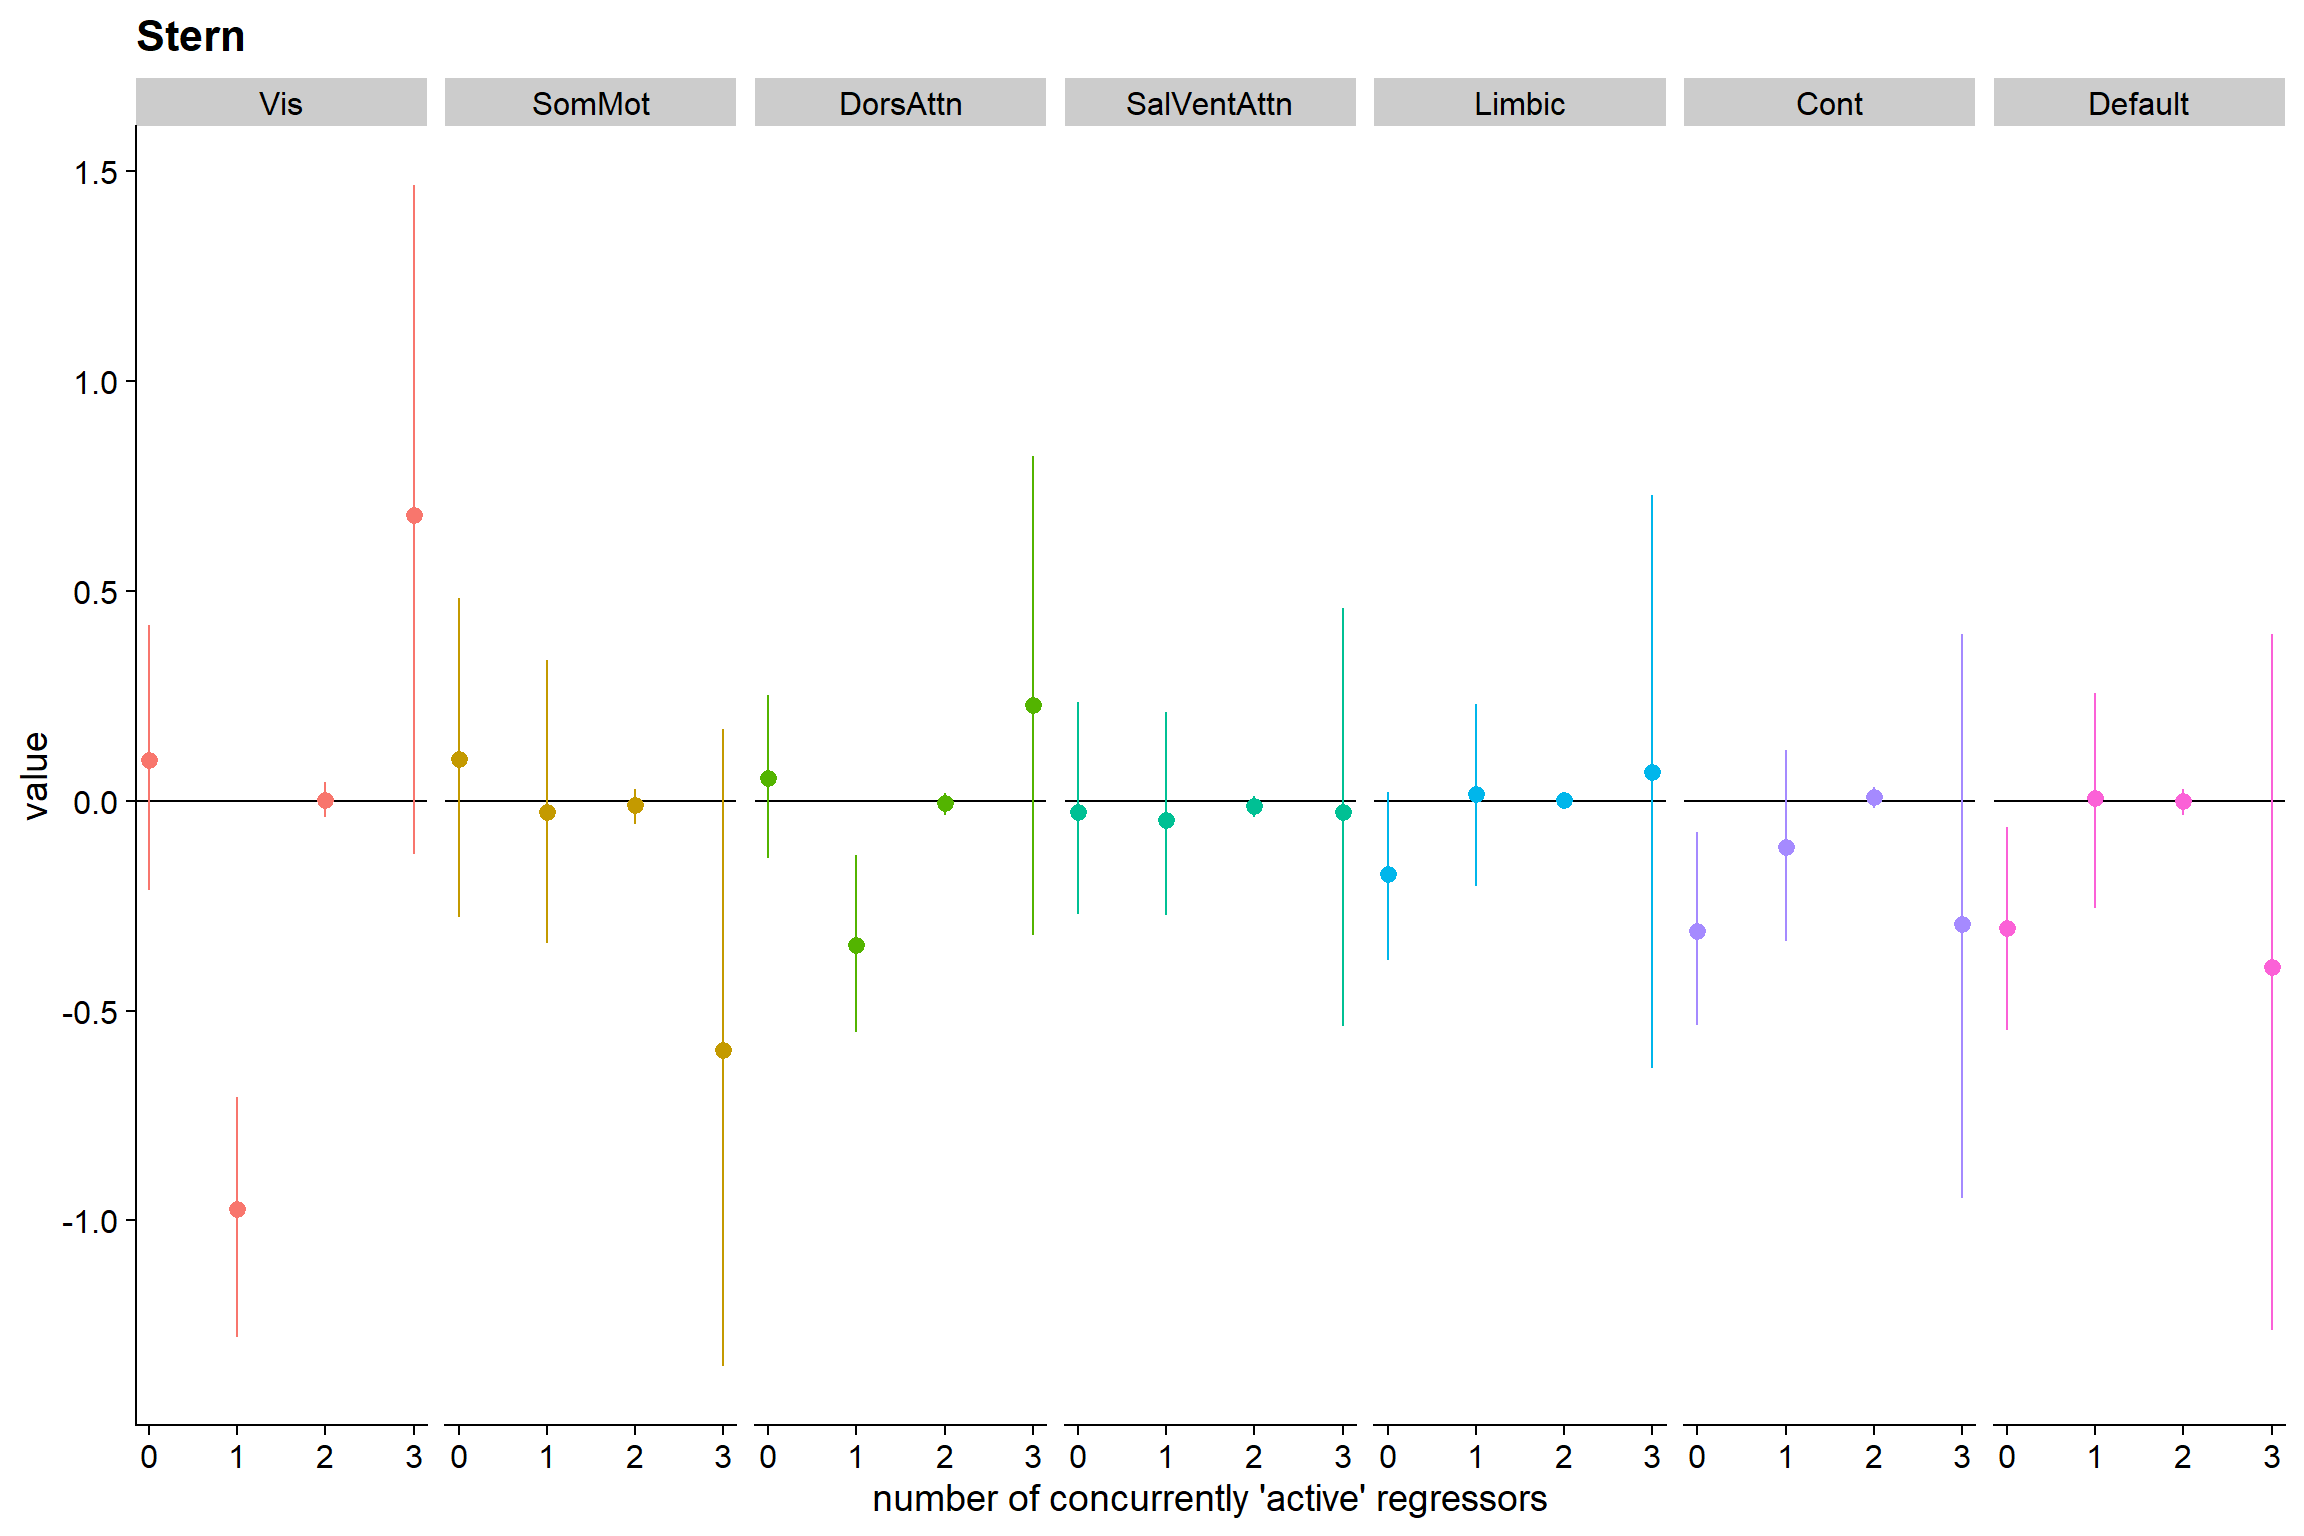 Stern
Vis SomMot DorsAttn SalVentAttn Limbic Cont Default
1.5
1.0
0.5
0.0
-0.5
-1.0
value
0 1 2 3 0 1 2 3 0 1 2 3 0 1 2 3 0 1 2 3 0 1 2 3 0 1 2 3
number of concurrently 'active' regressors